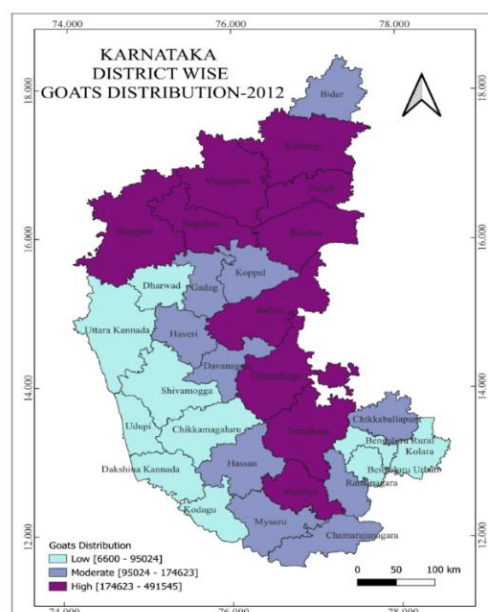 74.000 76.000 78.000
KARNATAKA
DISTRICT WISE
GOATS DISTRIBUTION-2012
18.000 18.000
Bidar
Kalburgi
Vijayapura
Yadgir
Bagalkot
Belagavi
Raichur
16.000 16.000
Koppal
Dharwad
Gadag
Uttara Kannada
Ballari
Haveri
Davanagere
14.000 14.000
Shivamogga
Chitradurga
Chikkaballapura
Udupi
Chikkamagaluru
Tumakuru
Bengaluru Rural
Kolara
Dakshina Kannada
Hassan
Bengaluru Urban
Ramanagara
Mandya
Kodagu
Mysuru
Chamarajanagara
12.000 12.000
Goats Distribution
Low [6600 - 95024]
Moderate [95024 - 174623]
High [174623 - 491545]
0 50 100 km
74.000 76.000 78.000